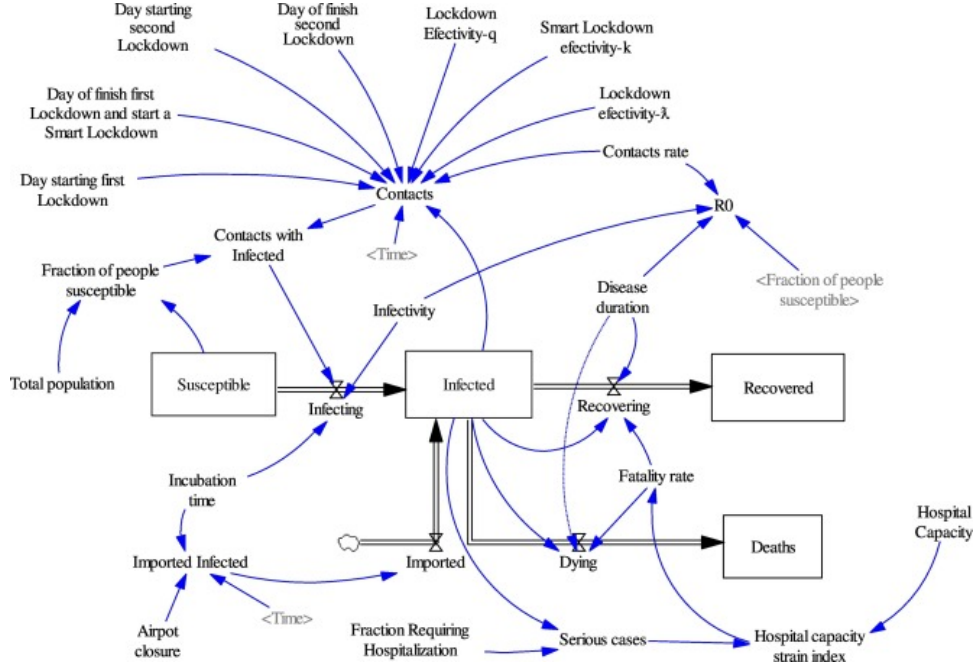 Day starting
second
Lockdown
Day of finish
second
Lockdown
Lockdown
Efectivity-q
Smart Lockdown
efectivity-k
Day of finish first
Lockdown and start a
Smart Lockdown
Lockdown
efectivity-λ
Contacts rate
Day starting first
Lockdown
Contacts
R0
Contacts with
Infected
<Time>
Fraction of people
susceptible
Disease
duration
<Fraction of people
susceptible>
Infectivity
Total population
Susceptible
Infected
Recovered
Infecting
Recovering
Incubation
time
Fatality rate
Hospital
Capacity
Imported Infected
Imported
Dying
Deaths
<Time>
Airpot
closure
Fraction Requiring
Hospitalization
Serious cases
Hospital capacity
strain index